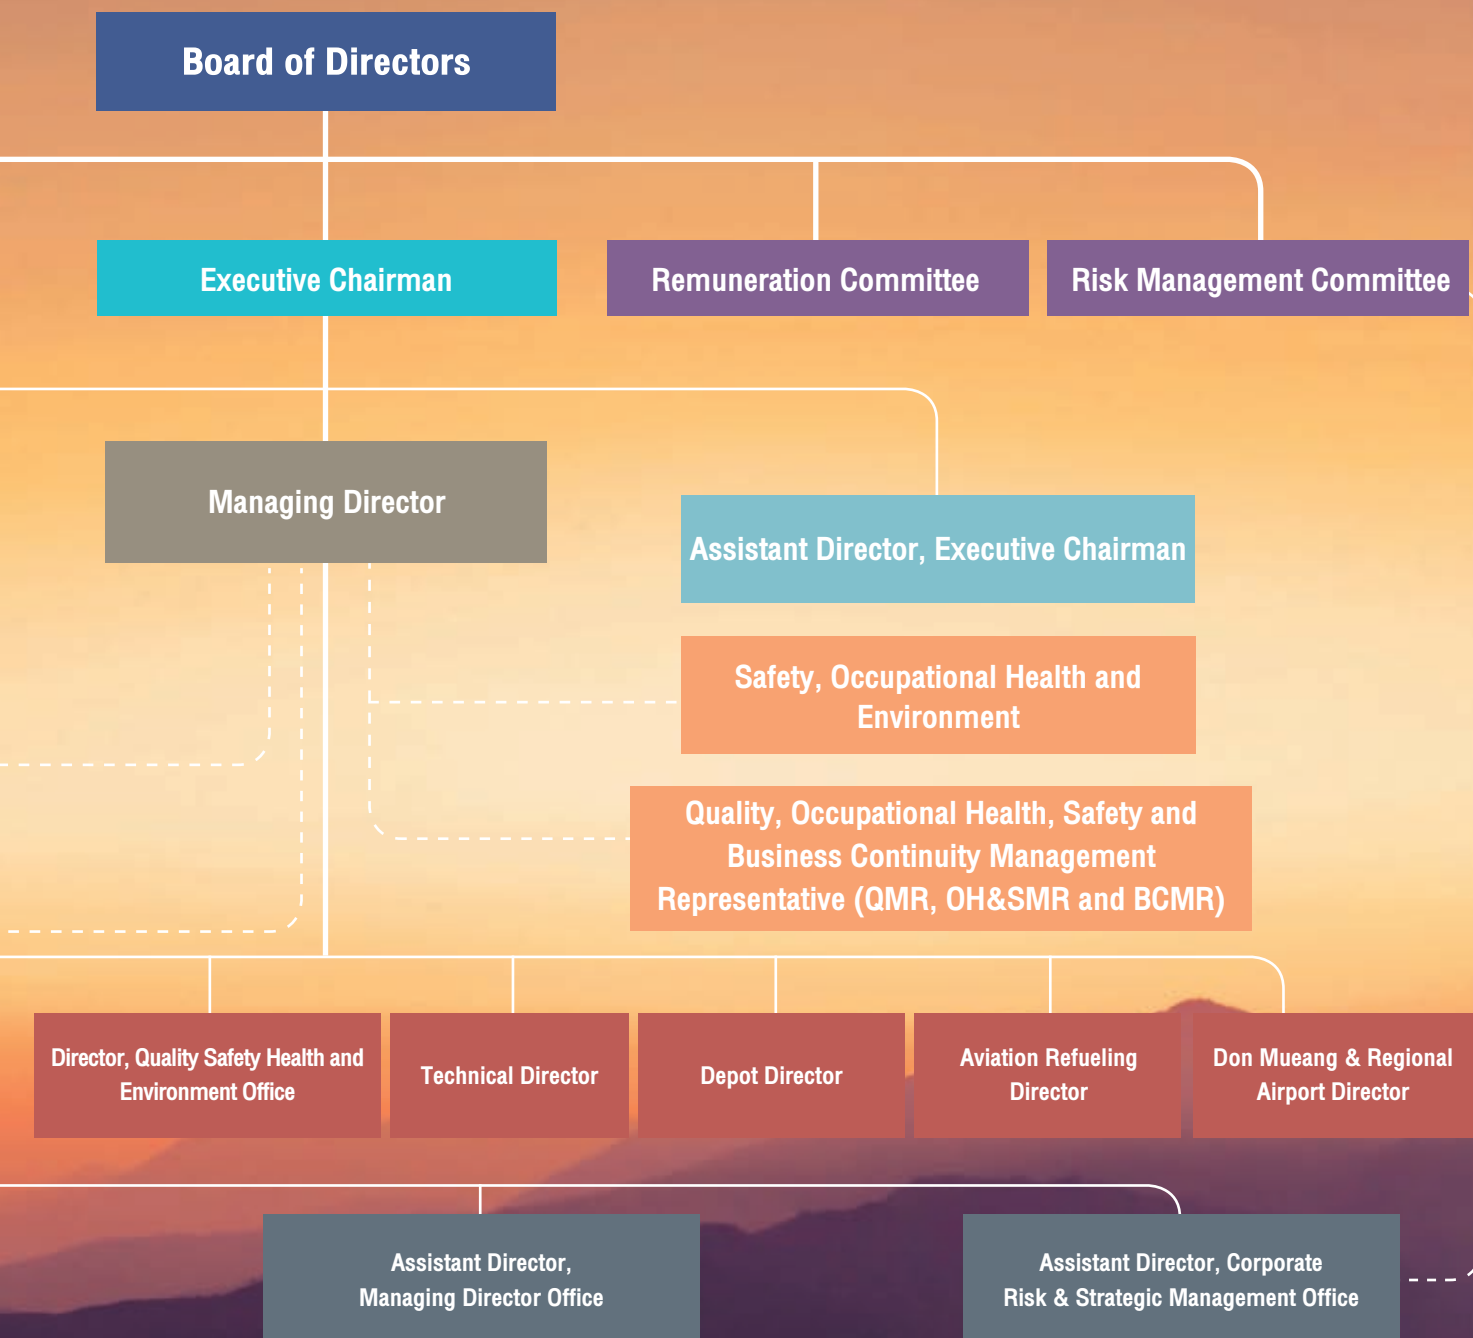 Board of Directors
Executive Chairman
Remuneration Committee
Risk Management Committee
Managing Director
Assistant Director, Executive Chairman
Safety, Occupational Health and
Environment
Quality, Occupational Health, Safety and
Business Continuity Management
Representative (QMR, OH&SMR and BCMR)
Director, Quality Safety Health and
Environment Office
Technical Director
Depot Director
Aviation Refueling
Director
Don Mueang & Regional
Airport Director
Assistant Director,
Managing Director Office
Assistant Director, Corporate
Risk & Strategic Management Office